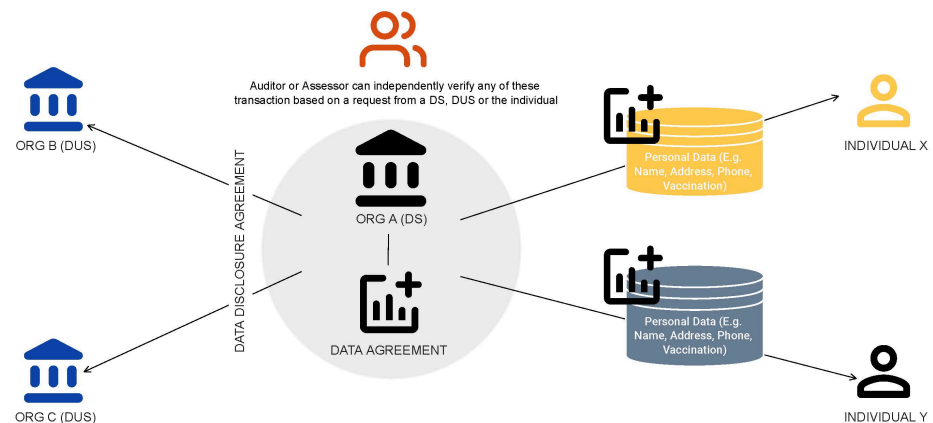 Auditor or Assessor can independently verify any of these
transaction based on a request from a DS, DUS or the individual
ORG B (DUS)
DATA DISCLOSURE AGREEMENT
ORG A (DS)
DATA AGREEMENT
Personal Data (E.g.
Name, Address, Phone,
Vaccination)
INDIVIDUAL X
Personal Data (E.g.
Name, Address, Phone,
Vaccination)
ORG C (DUS)
INDIVIDUAL Y